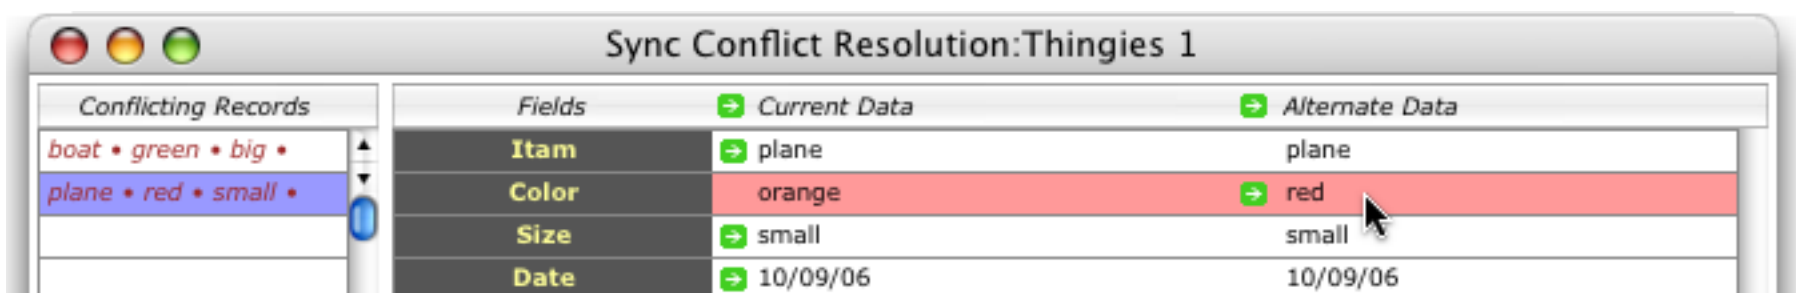 Sync Conflict Resolution:Thingies 1
Conflicting Records Fields Current Data Alternate Data
boat • green • big • Itam plane plane
plane • red • small • Color orange red
Size small small
Date 10/09/06 10/09/06